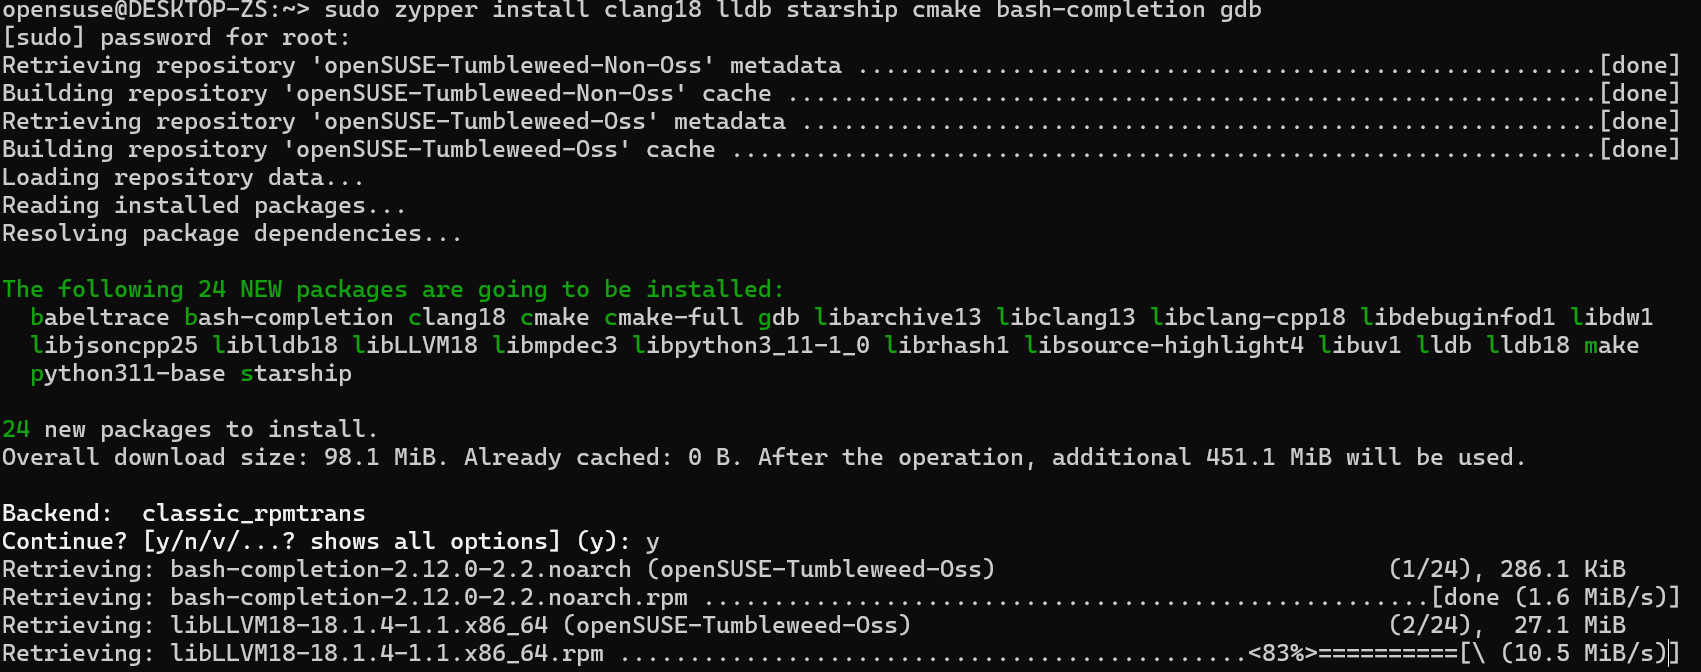 opensuse@DESKTOP-ZS:~> sudo zypper install clang18 lldb starship cmake bash-completion gdb
[sudo] password for root:
Retrieving repository 'openSUSE-Tumbleweed-Non-Oss' metadata .....................................................[done]
Building repository 'openSUSE-Tumbleweed-Non-Oss' cache ..........................................................[done]
Retrieving repository 'openSUSE-Tumbleweed-Oss' metadata .........................................................[done]
Building repository 'openSUSE-Tumbleweed-Oss' cache ..............................................................[done]
Loading repository data...
Reading installed packages...
Resolving package dependencies...
The following 24 NEW packages are going to be installed:
babeltrace bash-completion clang18 cmake cmake-full gdb libarchive13 libclang13 libclang-cpp18 libdebuginfod1 libdw1
libjsoncpp25 liblldb18 libLLVM18 libmpdec3 libpython3_11-1_0 librhash1 libsource-highlight4 libuv1 lldb lldb18 make
python311-base starship
24 new packages to install.
Overall download size: 98.1 MiB. Already cached: 0 B. After the operation, additional 451.1 MiB will be used.
Backend:  classic_rpmtrans
Continue? [y/n/v/...? shows all options] (y): y
Retrieving: bash-completion-2.12.0-2.2.noarch (openSUSE-Tumbleweed-Oss) (1/24), 286.1 KiB
Retrieving: bash-completion-2.12.0-2.2.noarch.rpm ....................................................[done (1.6 MiB/s)]
Retrieving: libLLVM18-18.1.4-1.1.x86_64 (openSUSE-Tumbleweed-Oss) (2/24),  27.1 MiB
Retrieving: libLLVM18-18.1.4-1.1.x86_64.rpm .............................................<83%>==========[\ (10.5 MiB/s)]